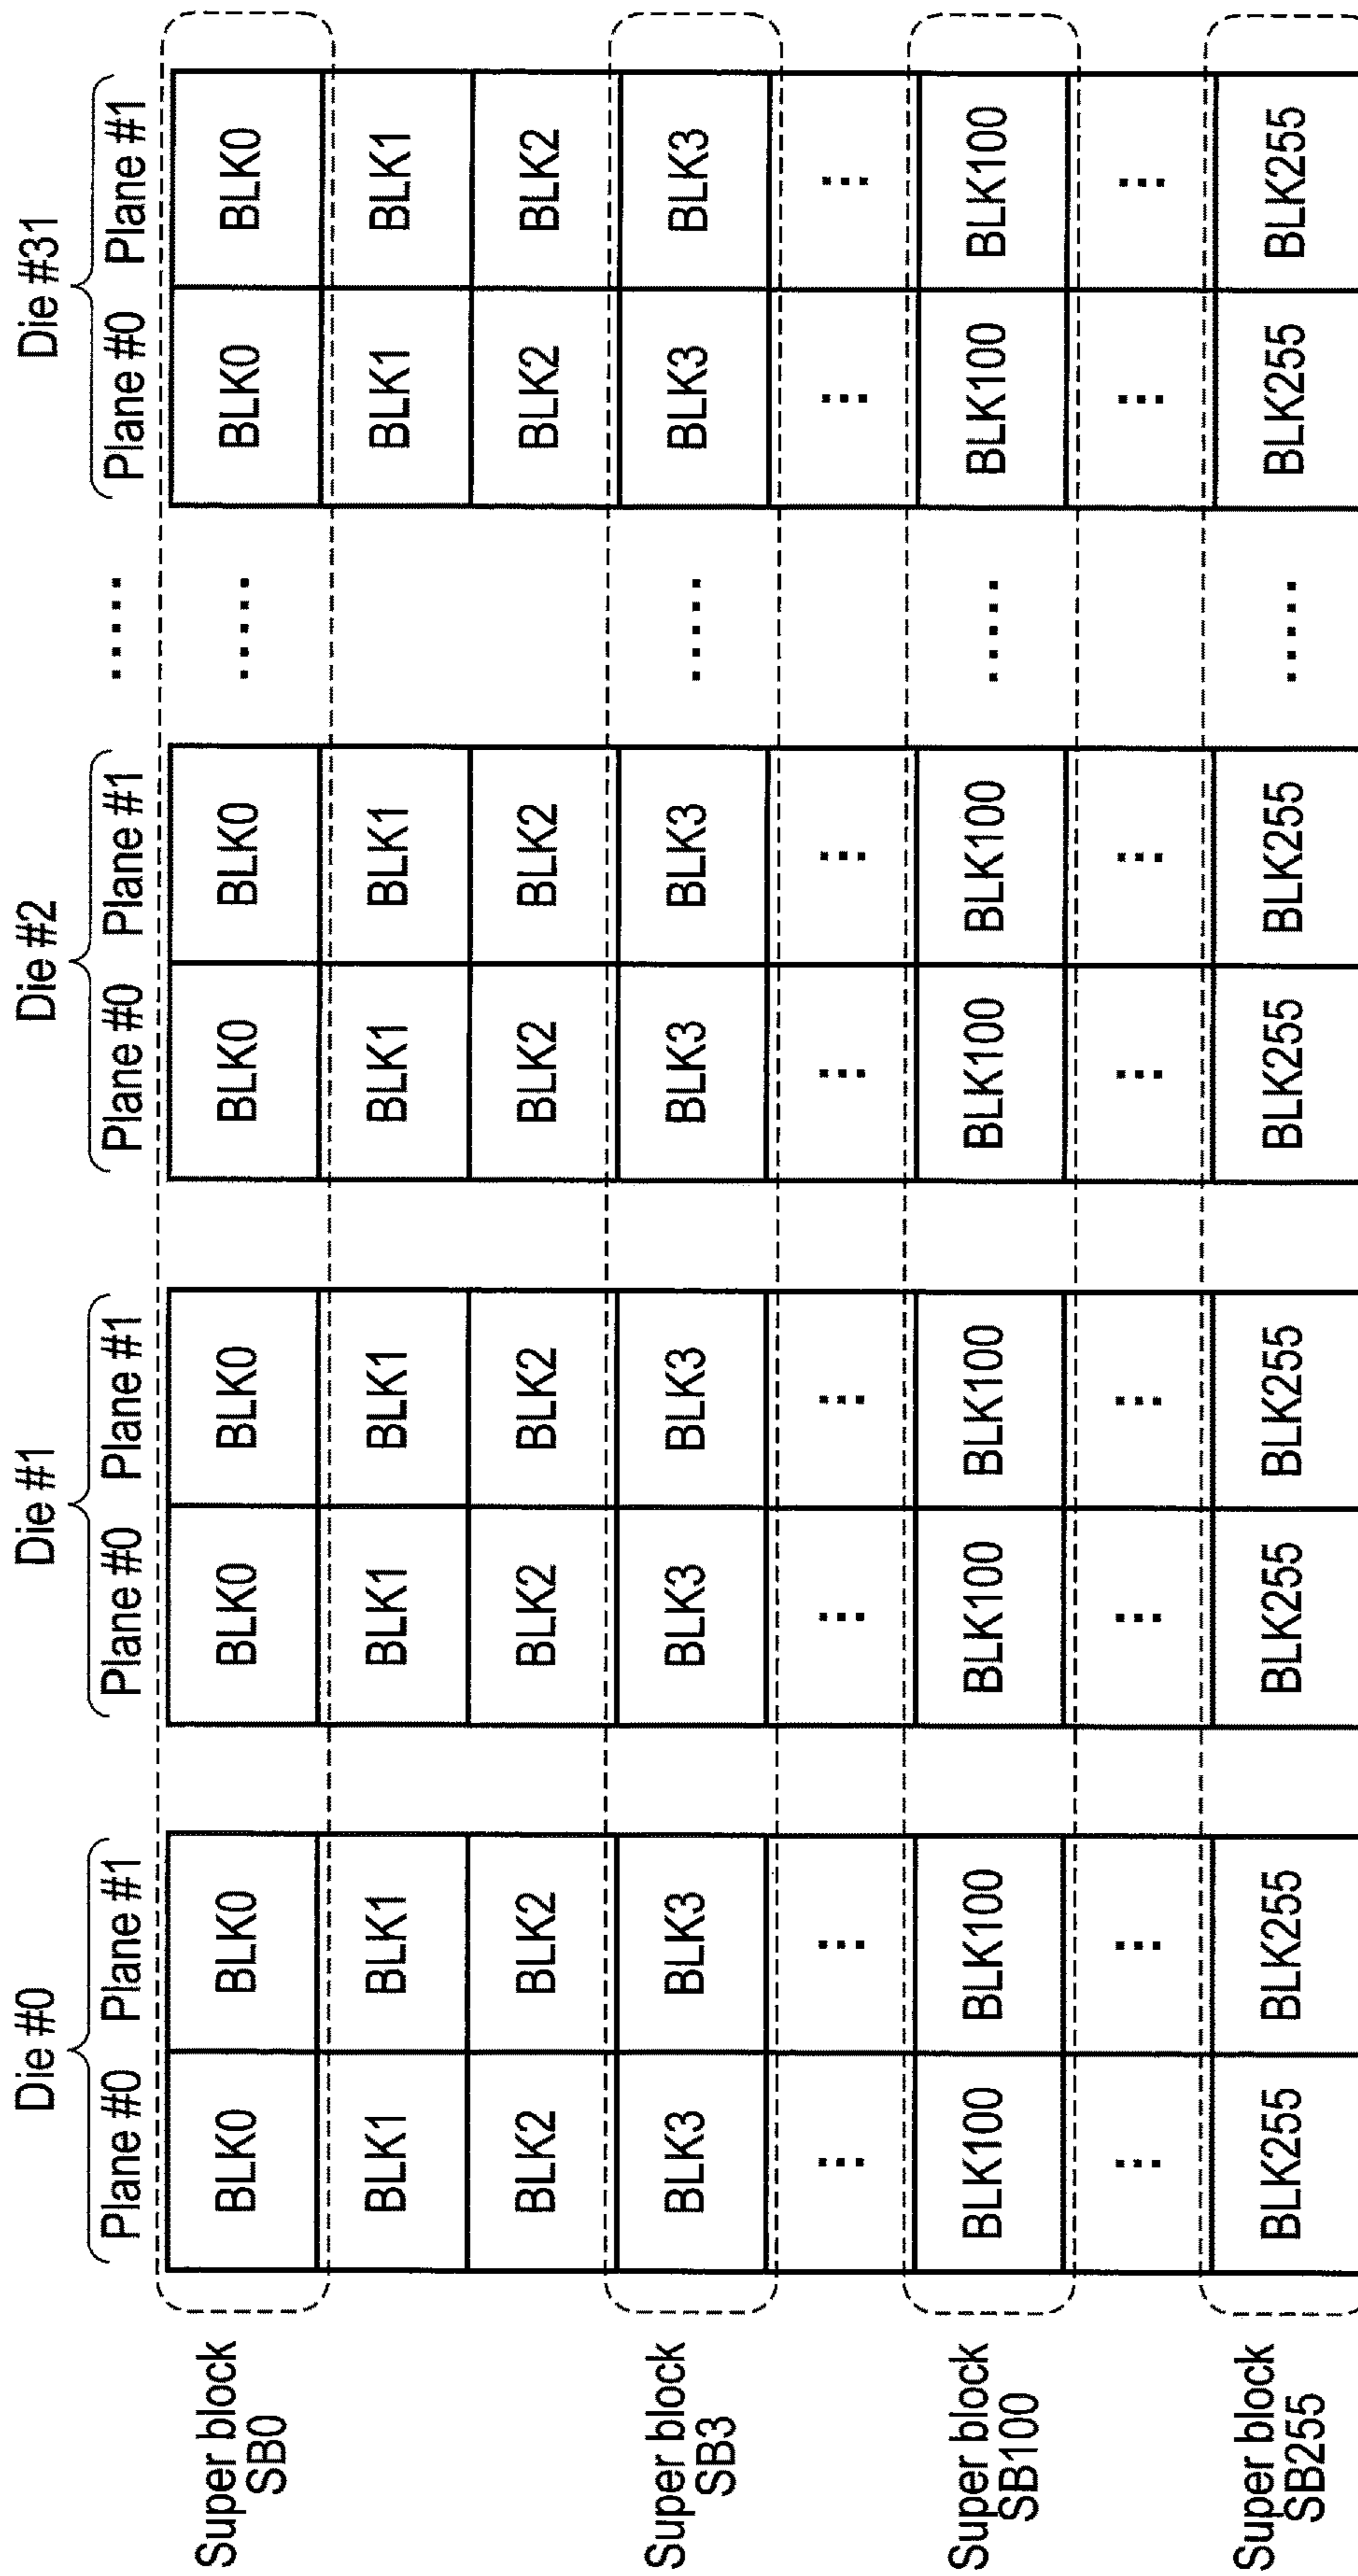 Die #0 Die #1 Die #2 ..... Die #31
Plane #0 Plane #1 Plane #0 Plane #1 Plane #0 Plane #1 Plane #0 Plane #1
Super block
SB0
BLK0 BLK0 BLK0 BLK0 BLK0 BLK0 ..... BLK0 BLK0
BLK1 BLK1 BLK1 BLK1 BLK1 BLK1 BLK1 BLK1
BLK2 BLK2 BLK2 BLK2 BLK2 BLK2 BLK2 BLK2
Super block
SB3
BLK3 BLK3 BLK3 BLK3 BLK3 BLK3 ..... BLK3 BLK3
... ... ... ... ... ... ... ...
Super block
SB100
BLK100 BLK100 BLK100 BLK100 BLK100 BLK100 ..... BLK100 BLK100
... ... ... ... ... ... ... ...
Super block
SB255
BLK255 BLK255 BLK255 BLK255 BLK255 BLK255 ..... BLK255 BLK255